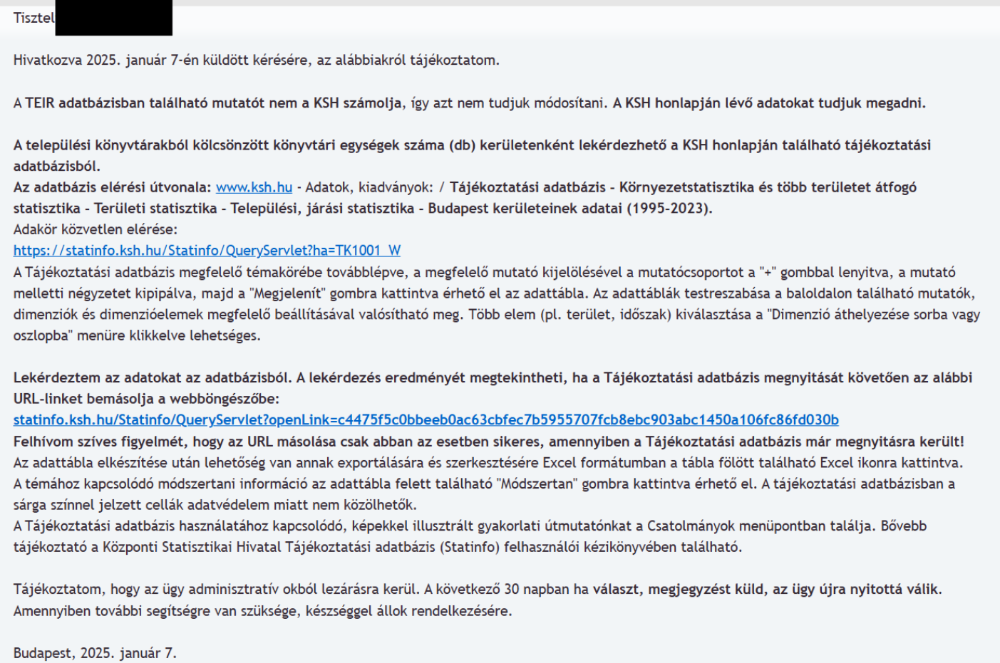 Tisztel
Hivatkozva 2025. január 7-én küldött kérésére, az alábbiakról tájékoztatom.
A TEIR adatbázisban található mutatót nem a KSH számolja, így azt nem tudjuk módosítani. A KSH honlapján lévő adatokat tudjuk megadni.
A települési könyvtárakból kölcsönzött könyvtári egységek száma (db) kerületenként lekérdezhető a KSH honlapján található tájékoztatási
adatbázisból.
Az adatbázis elérési útvonala: www.ksh.hu - Adatok, kiadványok: / Tájékoztatási adatbázis - Környezetstatisztika és több területet átfogó
statisztika - Területi statisztika - Települési, járási statisztika - Budapest kerületeinek adatai (1995-2023).
Adakör közvetlen elérése:
https://statinfo.ksh.hu/Statinfo/QueryServlet?ha=TK1001_W
A Tájékoztatási adatbázis megfelelő témakörébe továbblépve, a megfelelő mutató kijelölésével a mutatócsoportot a "+" gombbal lenyitva, a mutató
melletti négyzetet kipipálva, majd a "Megjelenít" gombra kattintva érhető el az adattábla. Az adattáblák testreszabása a baloldalon található mutatók,
dimenziók és dimenzióelemek megfelelő beállításával valósítható meg. Több elem (pl. terület, időszak) kiválasztása a "Dimenzió áthelyezése sorba vagy
oszlopba" menüre klikkelve lehetséges.
Lekérdeztem az adatokat az adatbázisból. A lekérdezés eredményét megtekintheti, ha a Tájékoztatási adatbázis megnyitását követően az alábbi
URL-linket bemásolja a webböngészőbe:
statinfo.ksh.hu/Statinfo/QueryServlet?openLink=c4475f5c0bbeeb0ac63cbfec7b5955707fcb8ebc903abc1450a106fc86fd030b
Felhívom szíves figyelmét, hogy az URL másolása csak abban az esetben sikeres, amennyiben a Tájékoztatási adatbázis már megnyitásra került!
Az adattábla elkészítése után lehetőség van annak exportálására és szerkesztésére Excel formátumban a tábla fölött található Excel ikonra kattintva.
A témához kapcsolódó módszertani információ az adattábla felett található "Módszertan" gombra kattintva érhető el. A tájékoztatási adatbázisban a
sárga színnel jelzett cellák adatvédelem miatt nem közölhetők.
A Tájékoztatási adatbázis használatához kapcsolódó, képekkel illusztrált gyakorlati útmutatónkat a Csatolmányok menüpontban találja. Bővebb
tájékoztató a Központi Statisztikai Hivatal Tájékoztatási adatbázis (Statinfo) felhasználói kézikönyvében található.
Tájékoztatom, hogy az ügy adminisztratív okból lezárásra kerül. A következő 30 napban ha választ, megjegyzést küld, az ügy újra nyitottá válik.
Amennyiben további segítségre van szüksége, készséggel állok rendelkezésére.
Budapest, 2025. január 7.